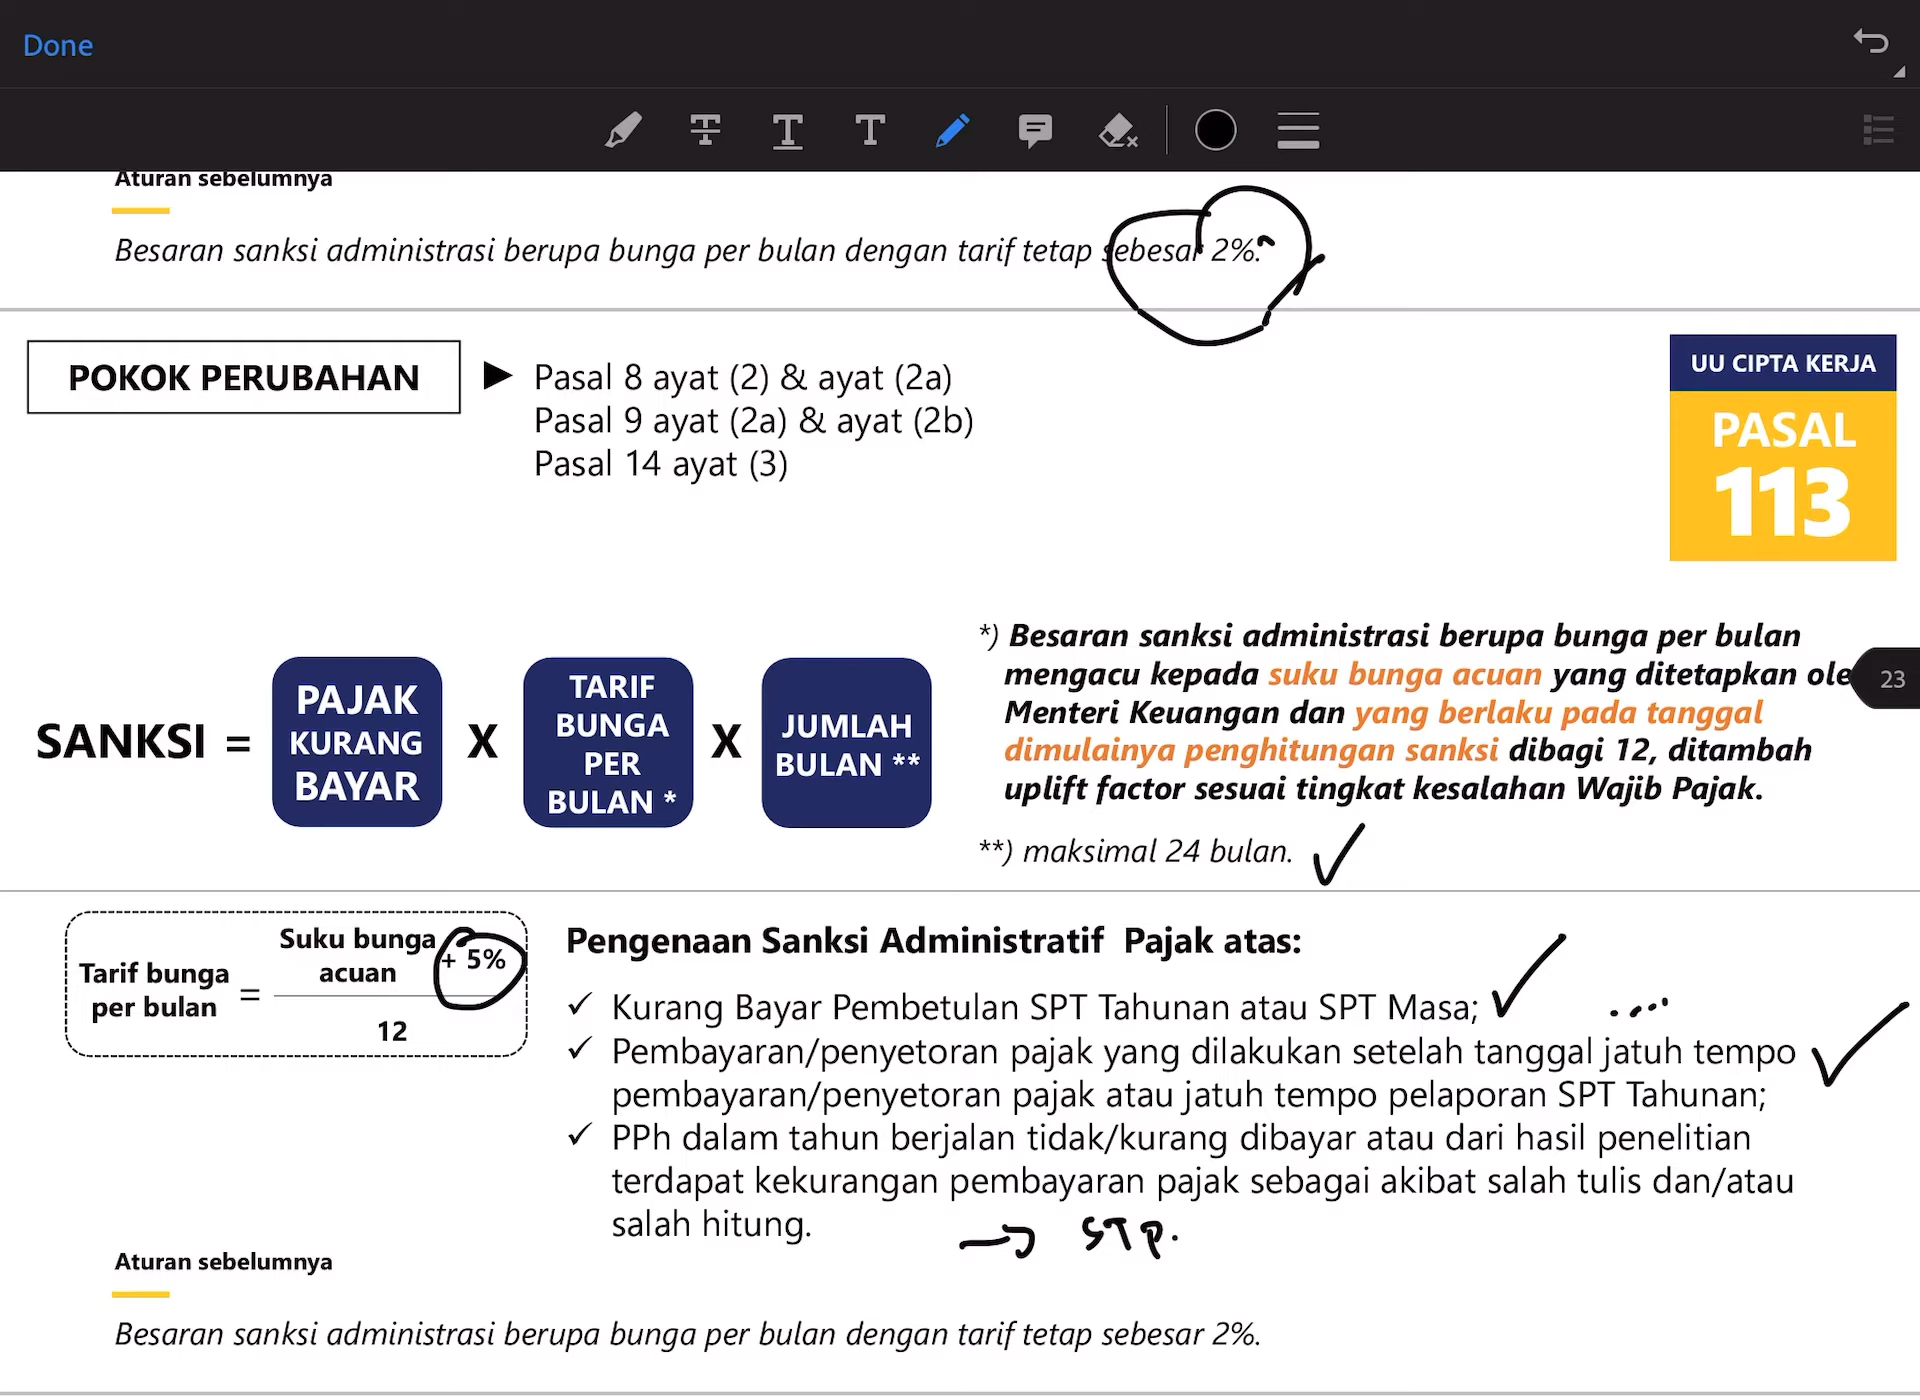 Done
Aturan sebelumnya
Besaran sanksi administrasi berupa bunga per bulan dengan tarif tetap sebesar 2%.
POKOK PERUBAHAN
Pasal 8 ayat (2) & ayat (2a)
Pasal 9 ayat (2a) & ayat (2b)
Pasal 14 ayat (3)
UU CIPTA KERJA
PASAL
113
SANKSI =
PAJAK
KURANG
BAYAR
X
TARIF
BUNGA
PER
BULAN *
X
JUMLAH
BULAN **
*) Besaran sanksi administrasi berupa bunga per bulan
mengacu kepada suku bunga acuan yang ditetapkan ole
Menteri Keuangan dan yang berlaku pada tanggal
dimulainya penghitungan sanksi dibagi 12, ditambah
uplift factor sesuai tingkat kesalahan Wajib Pajak.
**) maksimal 24 bulan.
23
Tarif bunga
per bulan
=
Suku bunga
acuan
+ 5%
12
Pengenaan Sanksi Administratif Pajak atas:
✓ Kurang Bayar Pembetulan SPT Tahunan atau SPT Masa;
✓ Pembayaran/penyetoran pajak yang dilakukan setelah tanggal jatuh tempo
pembayaran/penyetoran pajak atau jatuh tempo pelaporan SPT Tahunan;
✓ PPh dalam tahun berjalan tidak/kurang dibayar atau dari hasil penelitian
terdapat kekurangan pembayaran pajak sebagai akibat salah tulis dan/atau
salah hitung.
→ STP.
Aturan sebelumnya
Besaran sanksi administrasi berupa bunga per bulan dengan tarif tetap sebesar 2%.